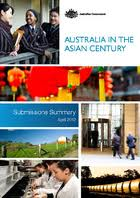 Australian Government
AUSTRALIA IN THE
ASIAN CENTURY
Submissions Summary
April 2012